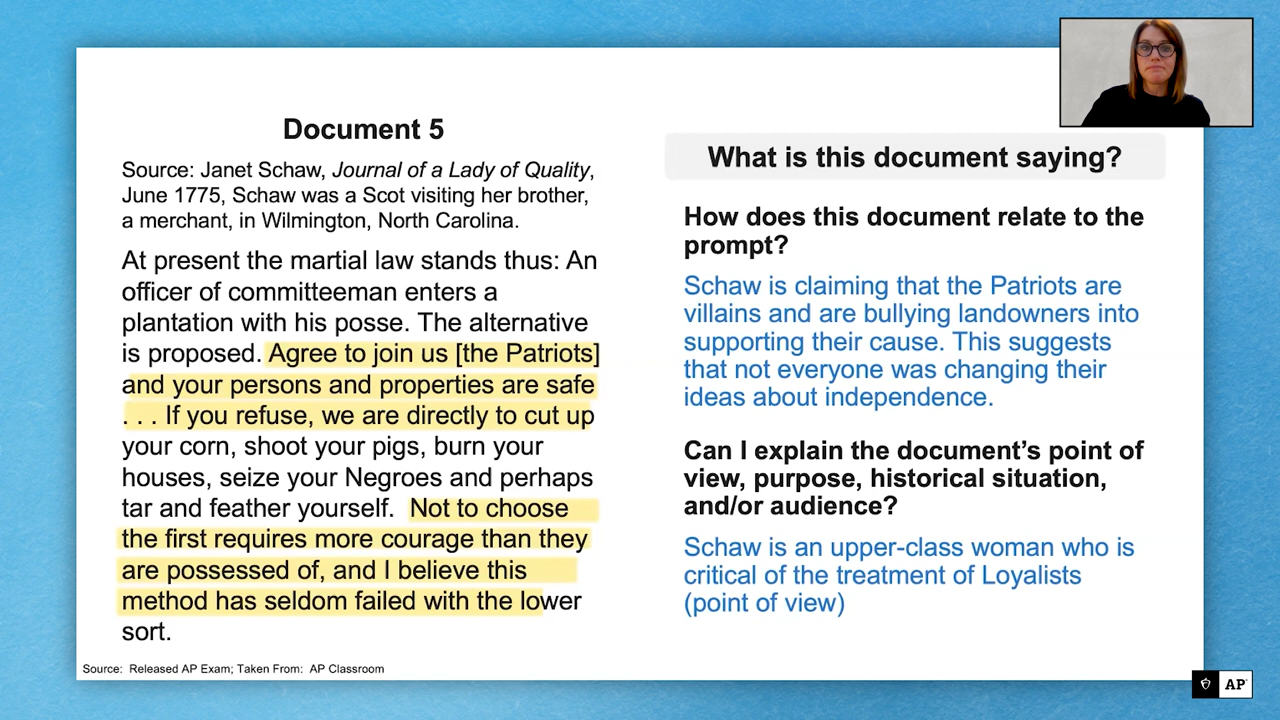 Document 5
Source: Janet Schaw, Journal of a Lady of Quality,
June 1775, Schaw was a Scot visiting her brother,
a merchant, in Wilmington, North Carolina.
At present the martial law stands thus: An
officer of committeeman enters a
plantation with his posse. The alternative
is proposed. Agree to join us [the Patriots]
and your persons and properties are safe
. . . If you refuse, we are directly to cut up
your corn, shoot your pigs, burn your
houses, seize your Negroes and perhaps
tar and feather yourself. Not to choose
the first requires more courage than they
are possessed of, and I believe this
method has seldom failed with the lower
sort.
Source: Released AP Exam; Taken From: AP Classroom
What is this document saying?
How does this document relate to the
prompt?
Schaw is claiming that the Patriots are
villains and are bullying landowners into
supporting their cause. This suggests
that not everyone was changing their
ideas about independence.
Can I explain the document’s point of
view, purpose, historical situation,
and/or audience?
Schaw is an upper-class woman who is
critical of the treatment of Loyalists
(point of view)
AP